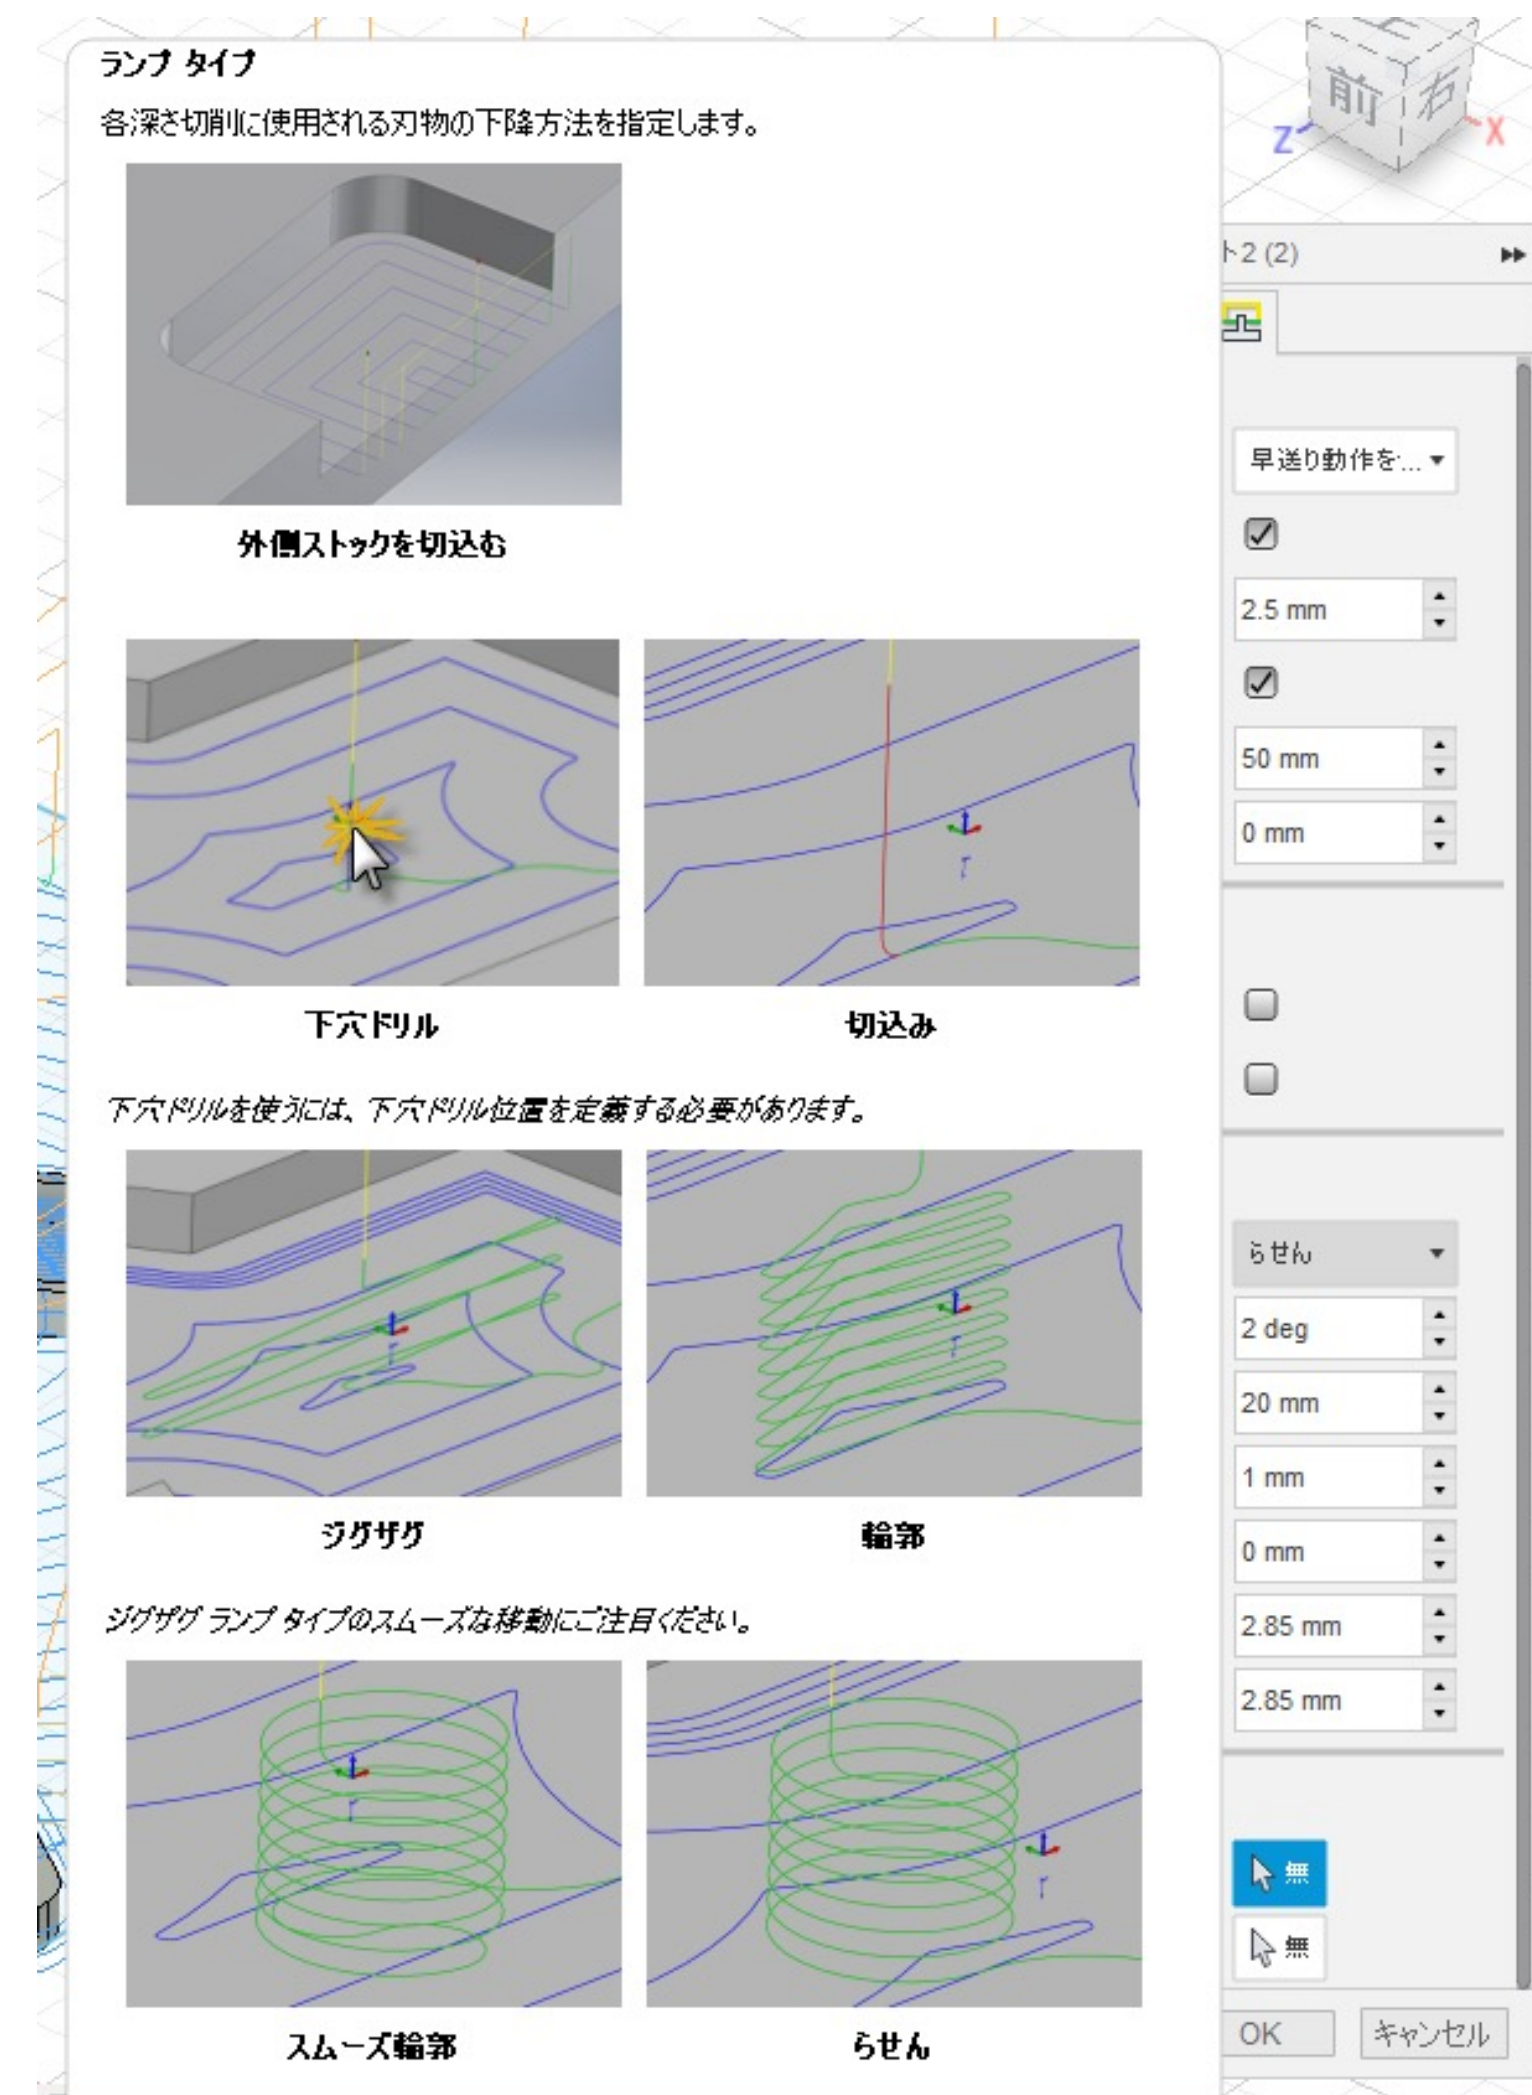 ランプ タイプ
各深さ切削に使用される刃物の下降方法を指定します。
外側ストックを切込む
下穴ドリル
切込み
下穴ドリルを使うには、下穴ドリル位置を定義する必要があります。
ジグザグ
輪郭
ジグザグ ランプ タイプのスムーズな移動にご注目ください。
スムーズ輪郭
らせん
前
右
Z
X
ト2 (2)
早送り動作を...
2.5 mm
50 mm
0 mm
らせん
2 deg
20 mm
1 mm
0 mm
2.85 mm
2.85 mm
無
無
OK
キャンセル